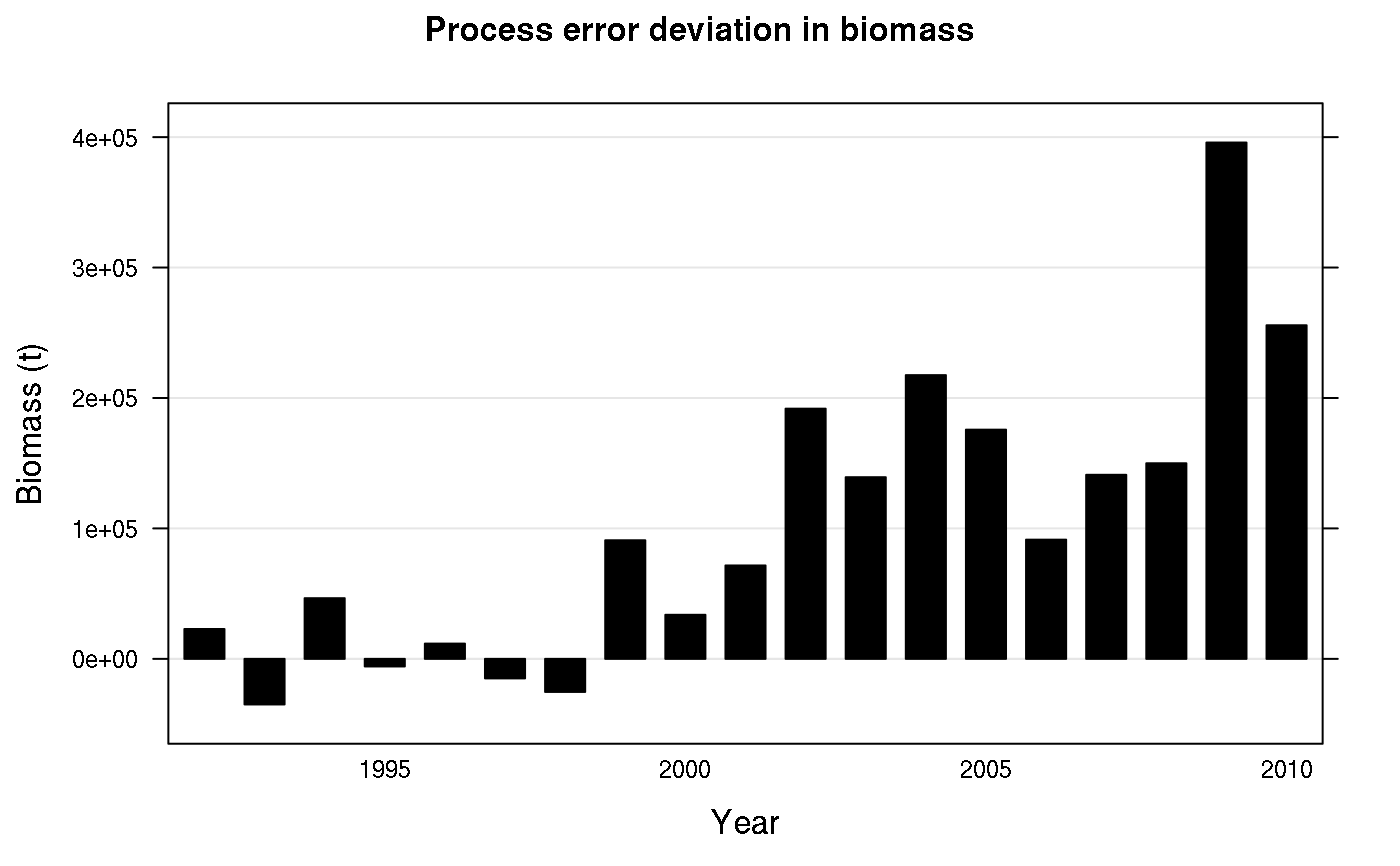 Process error deviation in biomass
4e+05
3e+05
2e+05
1e+05
0e+00
Biomass (t)
1995 2000 2005 2010
Year